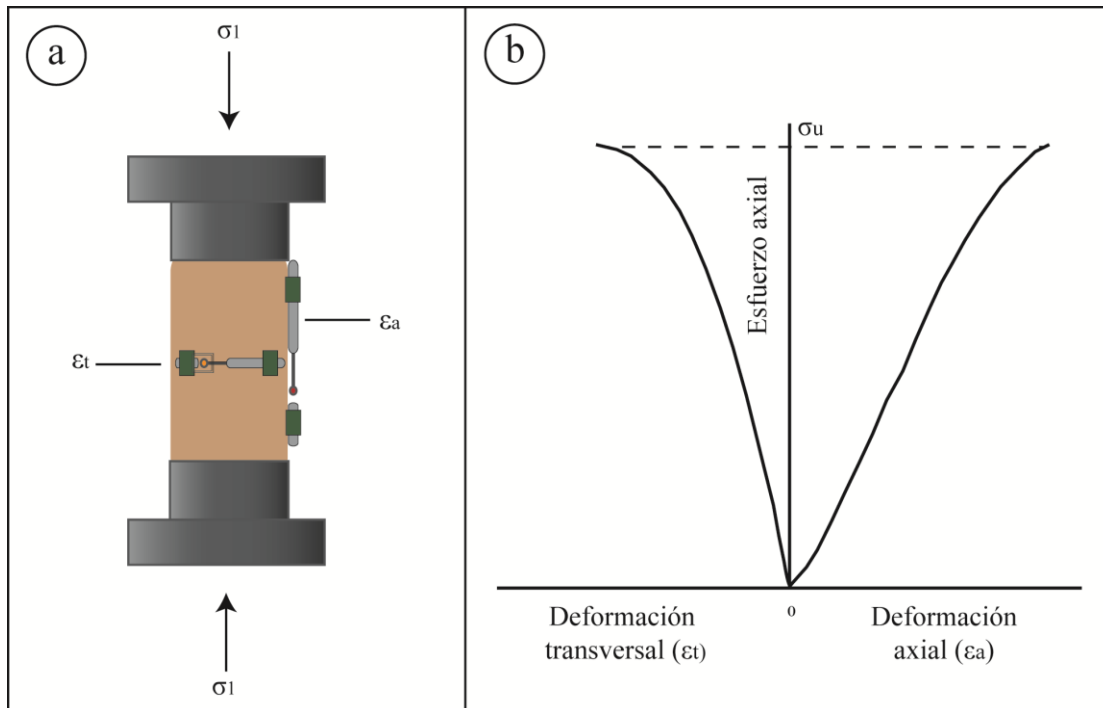 a
σ1
εa
εt
σ1
b
σu
Esfuerzo axial
0
Deformación
transversal (εt)
Deformación
axial (εa)